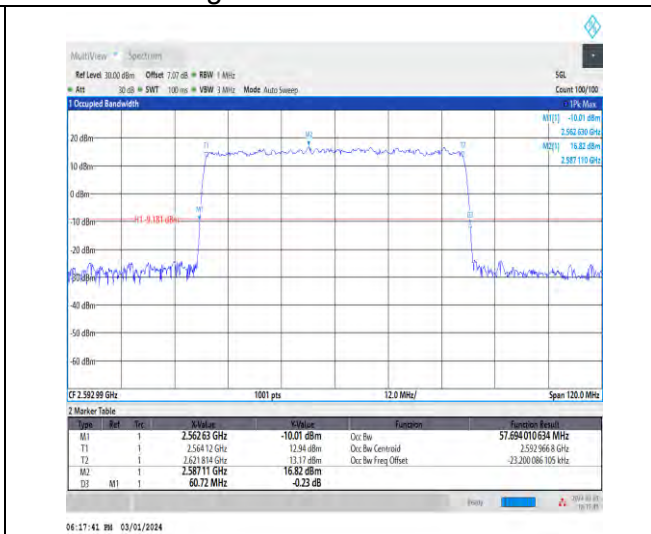 MultiView Spectrum
Ref Level 30.00 dBm Offset 7.07 dB RBW 1 MHz SGL
Att 30 dB SWT 100 ms VBW 3 MHz Mode Auto Sweep Count 100/100
1 Occupied Bandwidth 1Pk Max
M1[1] -10.01 dBm
2.562 630 GHz
M2[1] 16.82 dBm
2.587 110 GHz
20 dBm
M2
T1 T2
10 dBm
0 dBm
M1 D3
-10 dBm H1 -9.181 dBm
-20 dBm
-30 dBm
-40 dBm
-50 dBm
-60 dBm
CF 2.592 99 GHz 1001 pts 12.0 MHz/ Span 120.0 MHz
2 Marker Table
Type Ref Trc X-Value Y-Value Function Function Result
M1 1 2.562 63 GHz -10.01 dBm Occ Bw 57.694 010 634 MHz
T1 1 2.564 12 GHz 12.94 dBm Occ Bw Centroid 2.592 966 8 GHz
T2 1 2.621 814 GHz 13.17 dBm Occ Bw Freq Offset -23.200 086 105 kHz
M2 1 2.587 11 GHz 16.82 dBm
D3 M1 1 60.72 MHz -0.23 dB
Ready
06:17:41 PM 03/01/2024